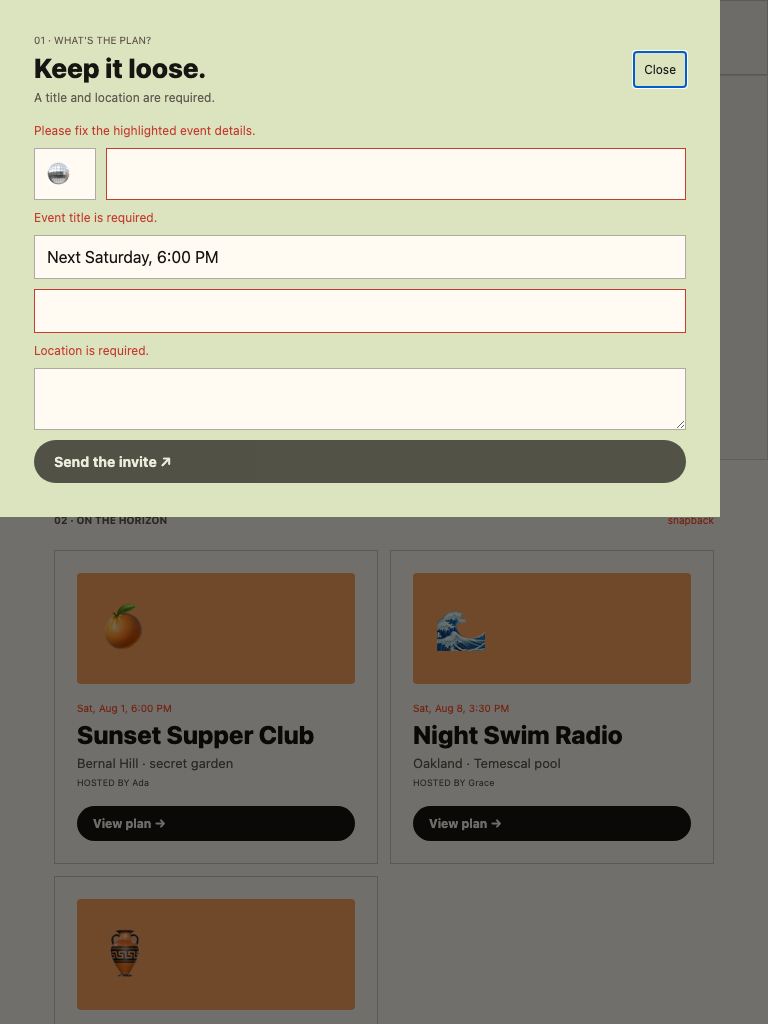 01 · WHAT'S THE PLAN?
Keep it loose.
Close
A title and location are required.
Please fix the highlighted event details.
Event title is required.
Next Saturday, 6:00 PM
Location is required.
Send the invite ↗
02 · ON THE HORIZON
snapback
Sat, Aug 1, 6:00 PM
Sunset Supper Club
Bernal Hill · secret garden
HOSTED BY Ada
View plan →
Sat, Aug 8, 3:30 PM
Night Swim Radio
Oakland · Temescal pool
HOSTED BY Grace
View plan →